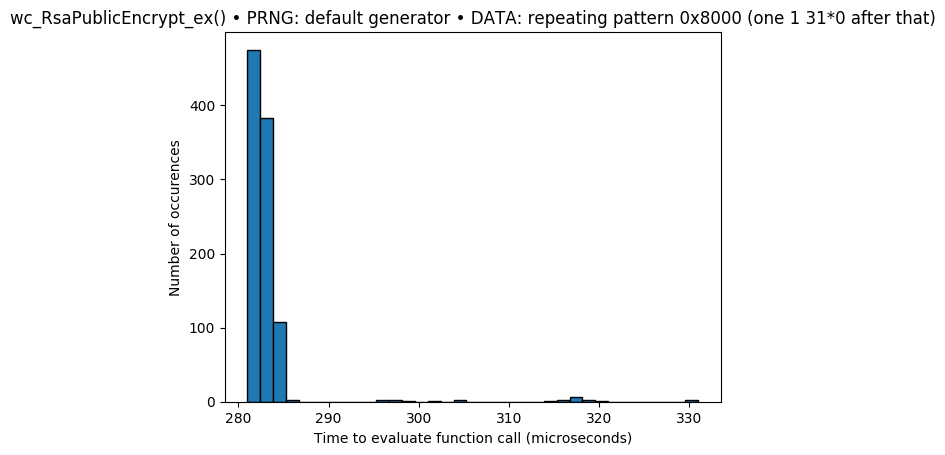 wc_RsaPublicEncrypt_ex() • PRNG: default generator • DATA: repeating pattern 0x8000 (one 1 31*0 after that)
400
300
200
100
0
Number of occurences
280 290 300 310 320 330
Time to evaluate function call (microseconds)